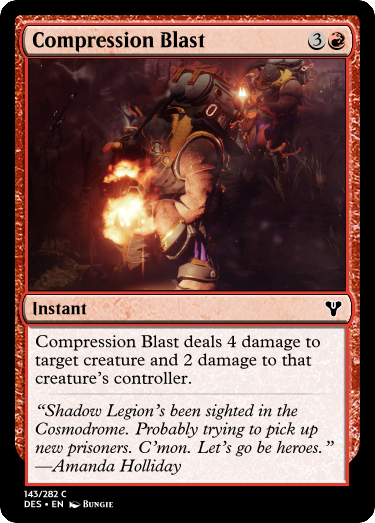 Compression Blast 3
Instant
Compression Blast deals 4 damage to
target creature and 2 damage to that
creature's controller.
"Shadow Legion's been sighted in the
Cosmodrome. Probably trying to pick up
new prisoners. C'mon. Let's go be heroes."
—Amanda Holliday
143/282 C
DES • EN Bungie